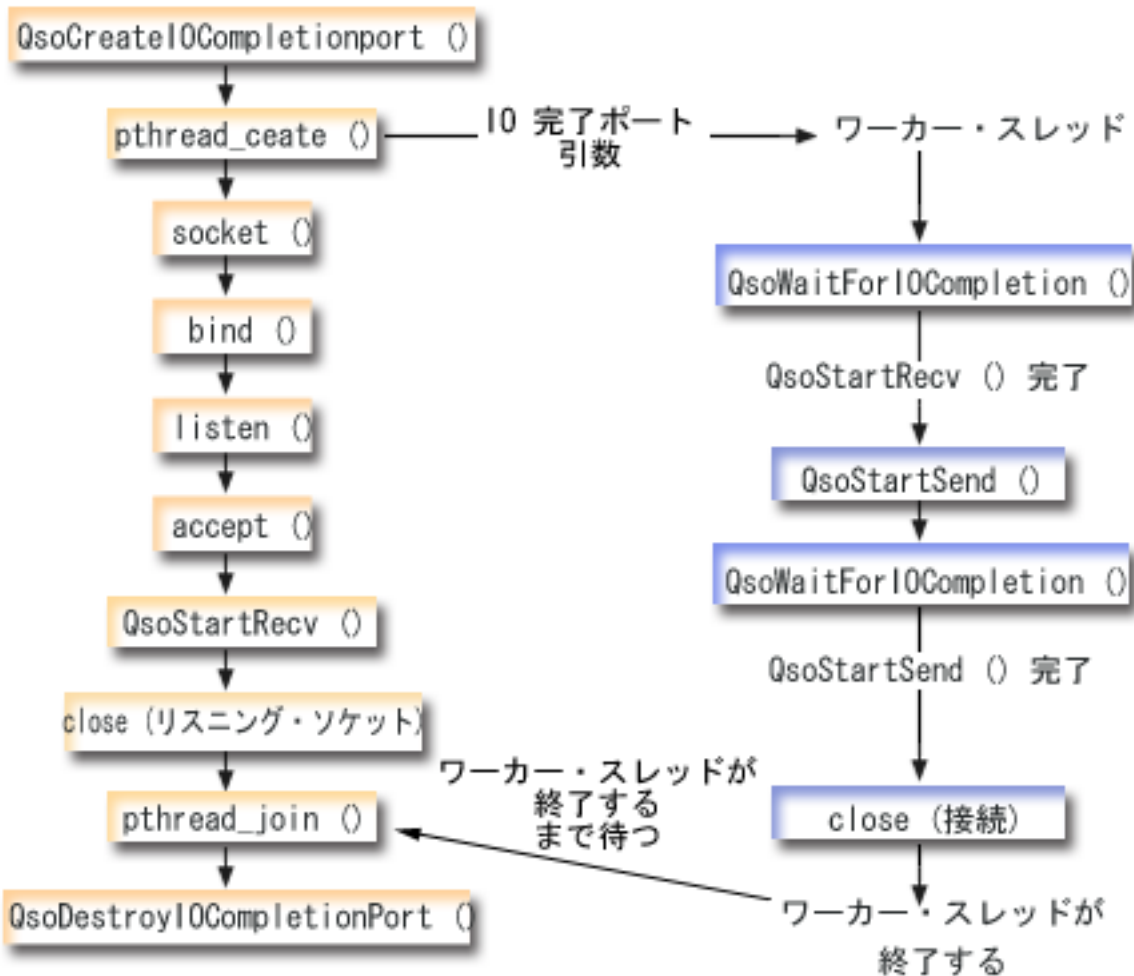 QsoCreateIOCompletionport ()
pthread_ceate ()
IO 完了ポート
引数
ワーカー・スレッド
socket ()
bind ()
listen ()
accept ()
QsoStartRecv ()
close (リスニング・ソケット)
pthread_join ()
QsoDestroyIOCompletionPort ()
QsoWaitForIOCompletion ()
QsoStartRecv () 完了
QsoStartSend ()
QsoWaitForIOCompletion ()
QsoStartSend () 完了
close (接続)
ワーカー・スレッドが
終了する
ワーカー・スレッドが
終了する
まで待つ